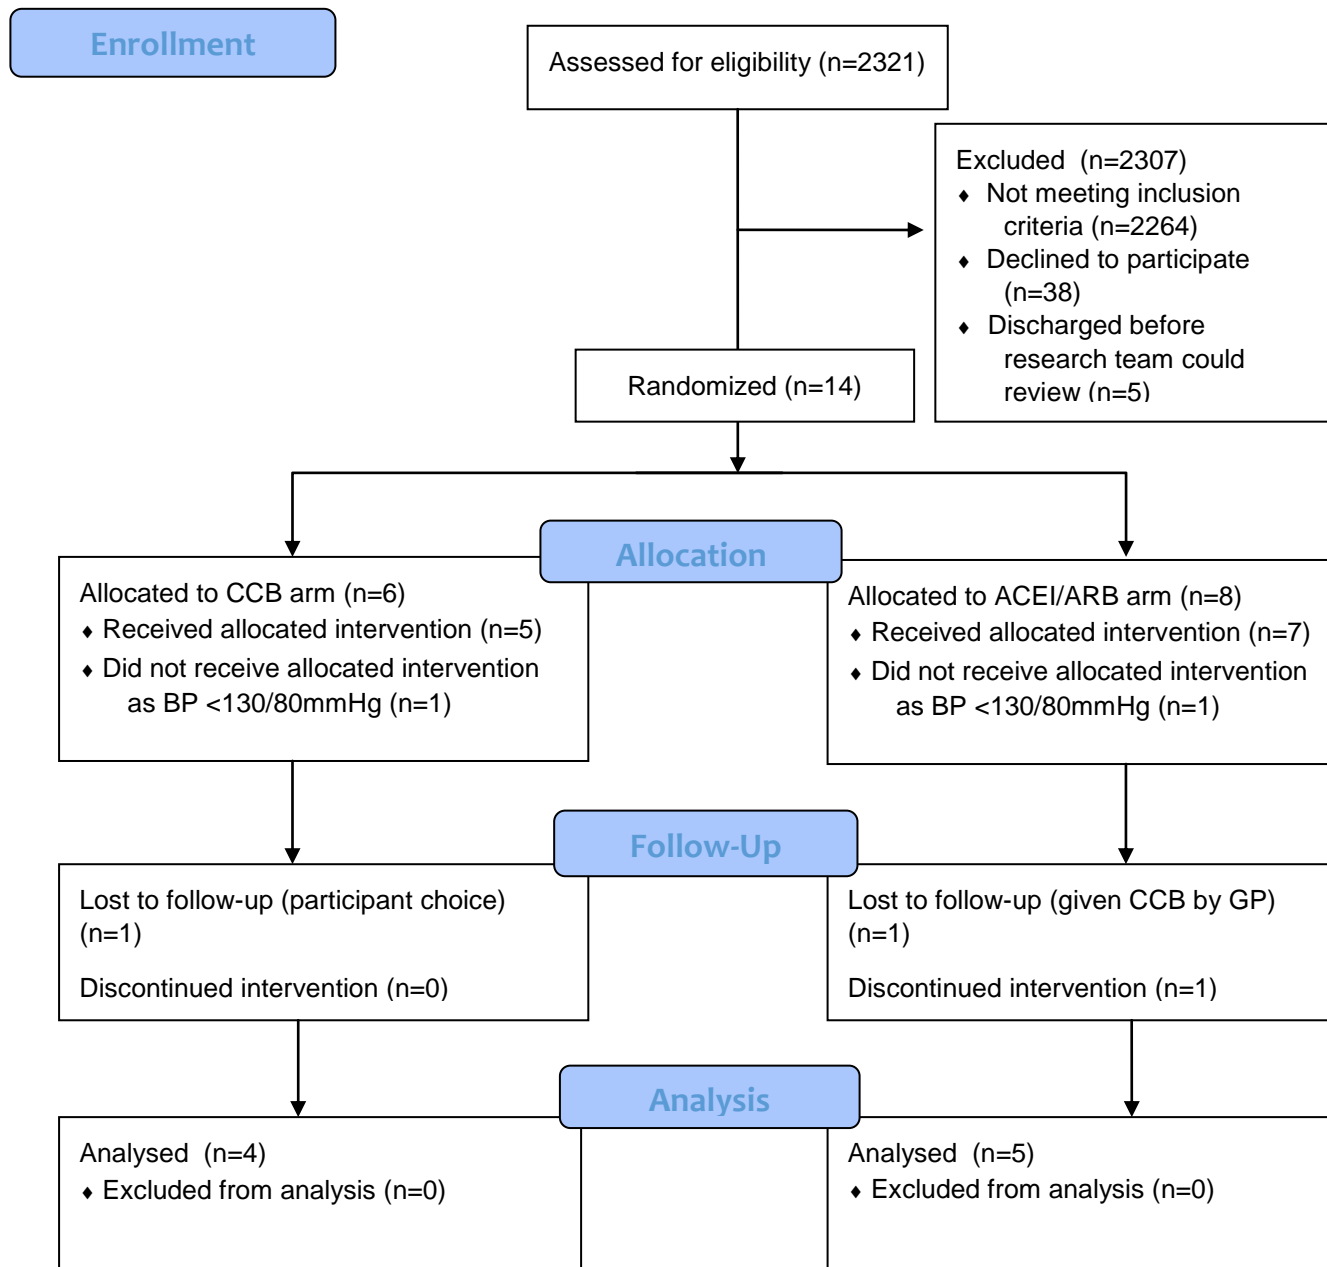 Enrollment
Assessed for eligibility (n=2321)
Excluded (n=2307)
♦ Not meeting inclusion
criteria (n=2264)
♦ Declined to participate
(n=38)
♦ Discharged before
research team could
review (n=5)
Randomized (n=14)
Allocation
Allocated to CCB arm (n=6)
♦ Received allocated intervention (n=5)
♦ Did not receive allocated intervention
as BP <130/80mmHg (n=1)
Allocated to ACEI/ARB arm (n=8)
♦ Received allocated intervention (n=7)
♦ Did not receive allocated intervention
as BP <130/80mmHg (n=1)
Follow-Up
Lost to follow-up (participant choice)
(n=1)
Discontinued intervention (n=0)
Lost to follow-up (given CCB by GP)
(n=1)
Discontinued intervention (n=1)
Analysis
Analysed (n=4)
♦ Excluded from analysis (n=0)
Analysed (n=5)
♦ Excluded from analysis (n=0)